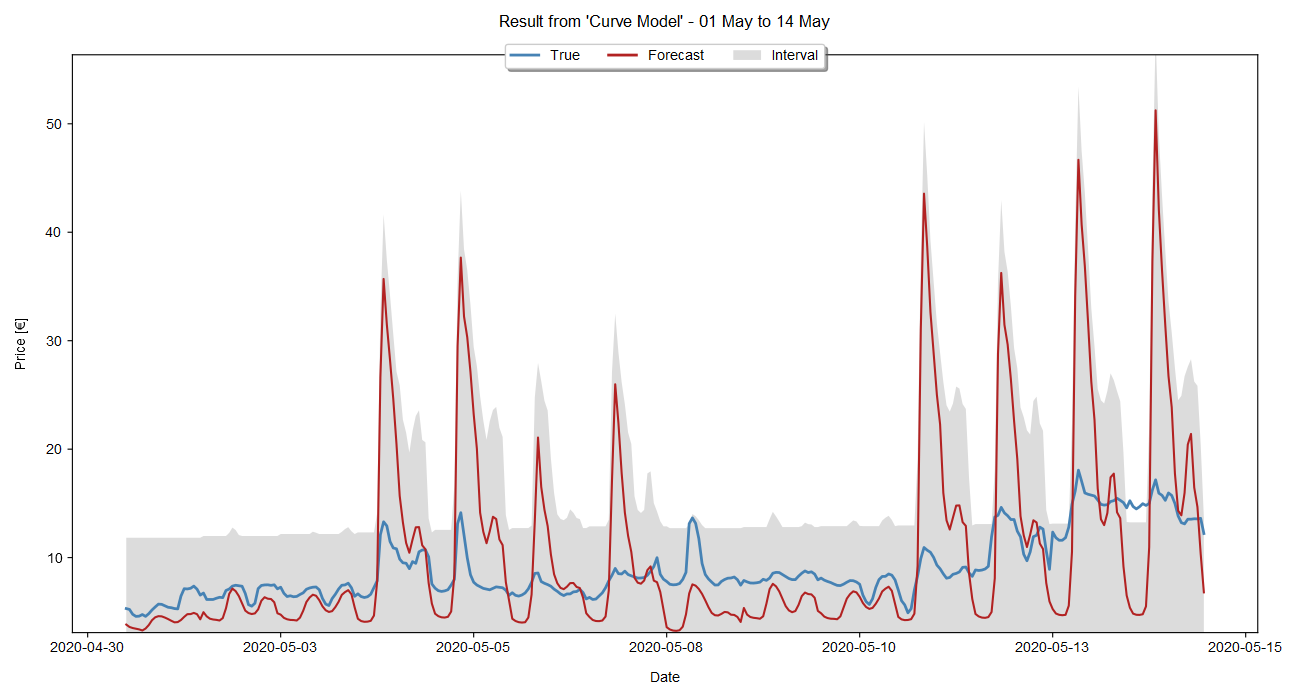 Result from 'Curve Model' - 01 May to 14 May
True Forecast Interval
50
40
30
20
10
Price [€]
2020-04-30 2020-05-03 2020-05-05 2020-05-08 2020-05-10 2020-05-13 2020-05-15
Date